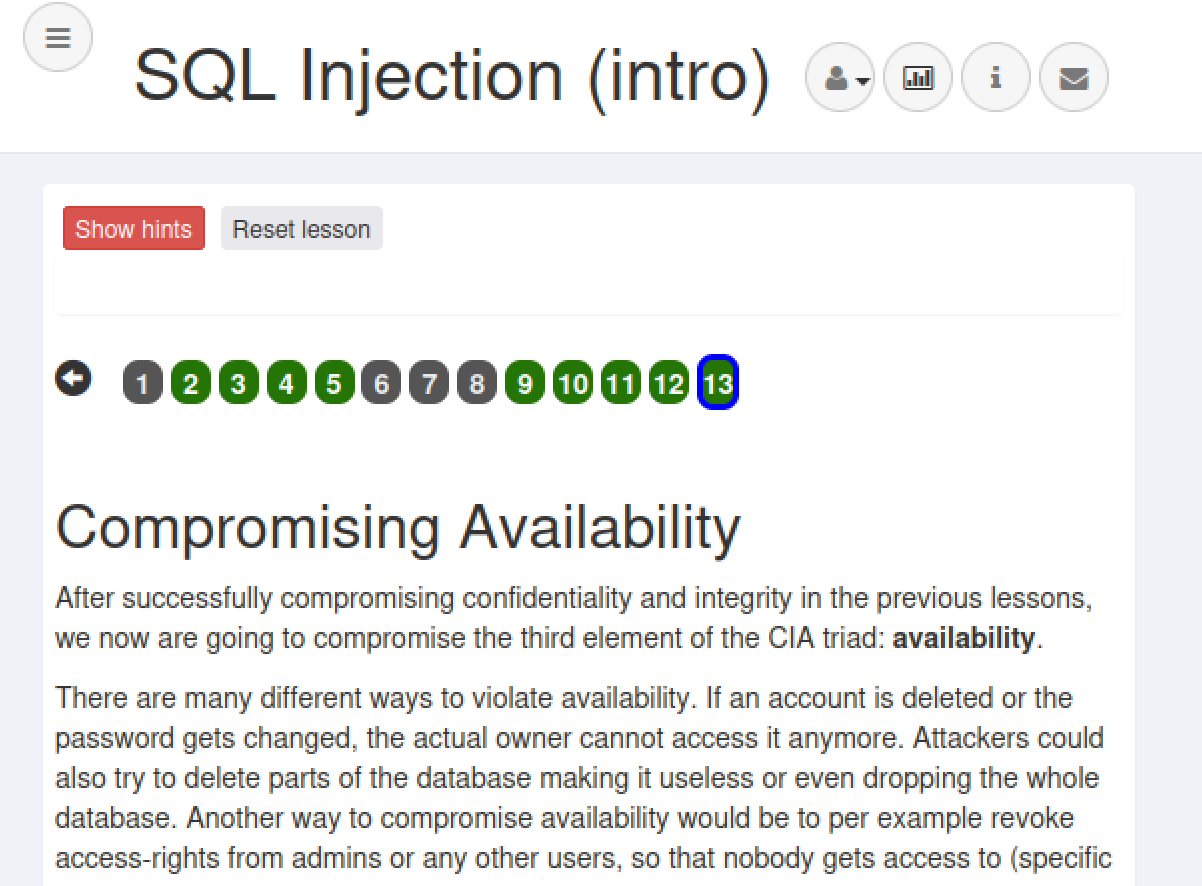 SQL Injection (intro)
Show hints Reset lesson
1 2 3 4 5 6 7 8 9 10 11 12 13
Compromising Availability
After successfully compromising confidentiality and integrity in the previous lessons,
we now are going to compromise the third element of the CIA triad: availability.
There are many different ways to violate availability. If an account is deleted or the
password gets changed, the actual owner cannot access it anymore. Attackers could
also try to delete parts of the database making it useless or even dropping the whole
database. Another way to compromise availability would be to per example revoke
access-rights from admins or any other users, so that nobody gets access to (specific